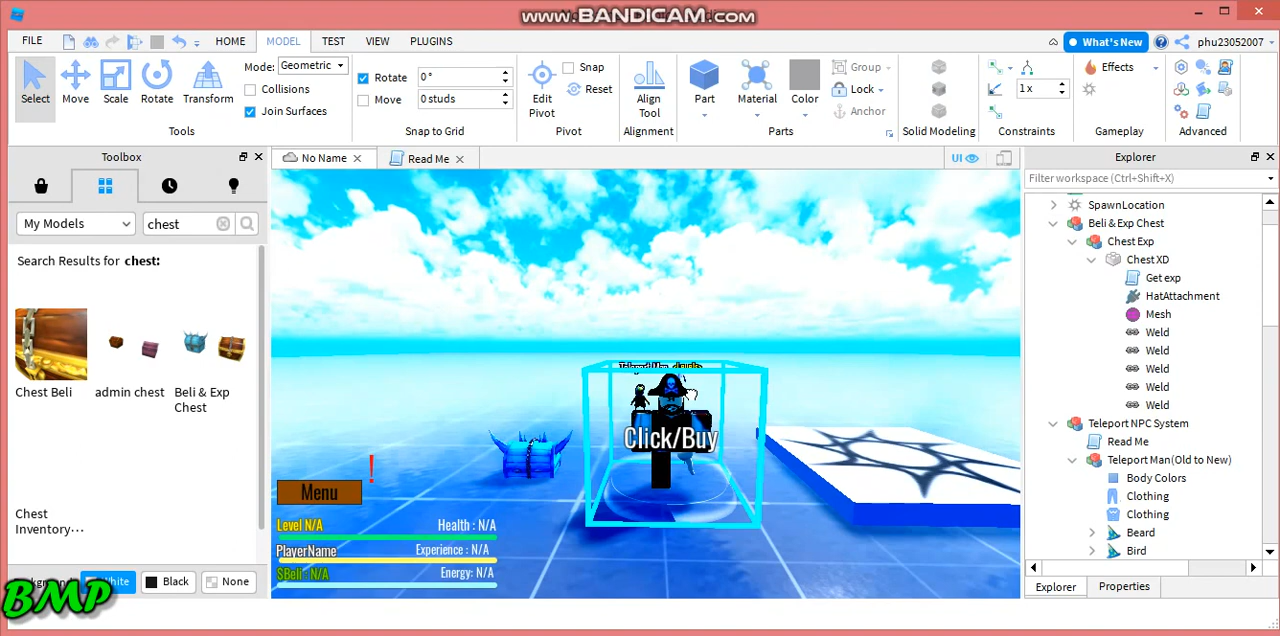 www.BANDICAM.com
FILE HOME MODEL TEST VIEW PLUGINS What's New phu23052007
Select Move Scale Rotate Transform
Mode: Geometric
Collisions
Join Surfaces
Tools
Rotate 0°
Move 0 studs
Snap to Grid
Edit Pivot
Snap
Reset
Pivot
Align Tool
Alignment
Part Material Color
Group
Lock
Anchor
Parts
Solid Modeling
1 x
Constraints
Effects
Gameplay
Advanced
Toolbox
My Models chest
Search Results for chest:
Chest Beli
admin chest
Beli & Exp Chest
Chest Inventory...
White Black None
BMP
No Name Read Me UI
Teleport Man
Click/Buy
!
Menu
Level N/A Health : N/A
PlayerName Experience : N/A
$Beli : N/A Energy: N/A
Explorer
Filter workspace (Ctrl+Shift+X)
SpawnLocation
Beli & Exp Chest
Chest Exp
Chest XD
Get exp
HatAttachment
Mesh
Weld
Weld
Weld
Weld
Weld
Teleport NPC System
Read Me
Teleport Man(Old to New)
Body Colors
Clothing
Clothing
Beard
Bird
Explorer Properties